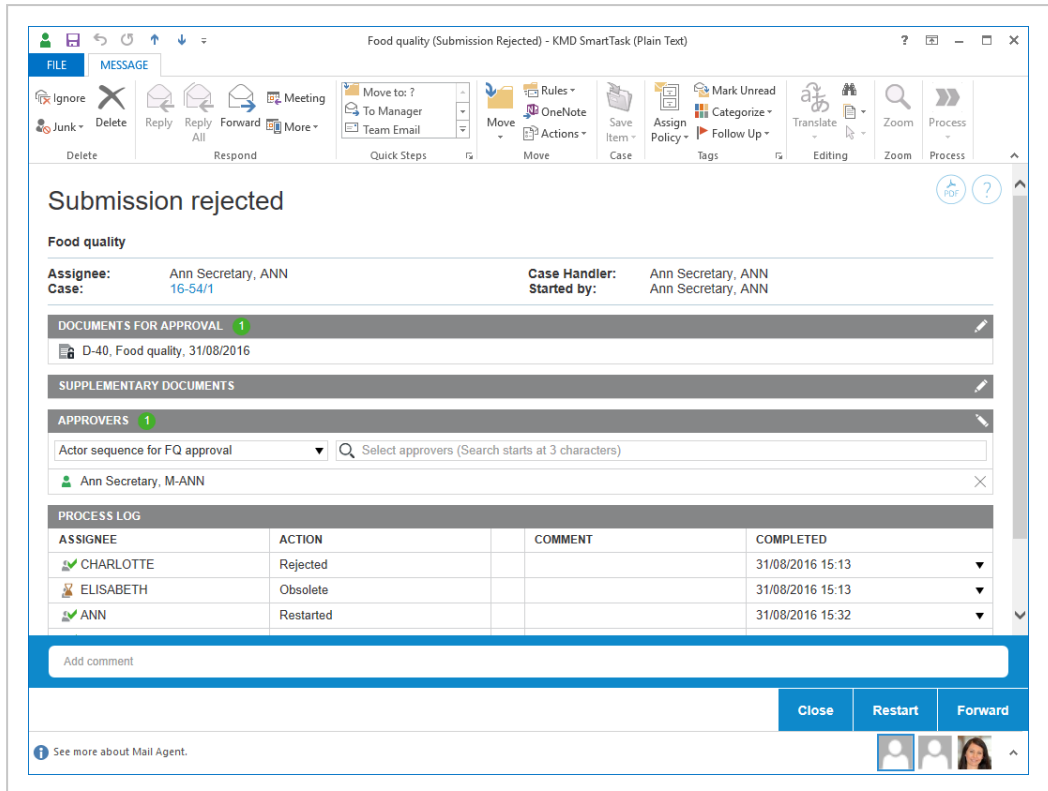 Food quality (Submission Rejected) - KMD SmartTask (Plain Text)
FILE MESSAGE
Ignore
Junk
Delete
Reply
Reply All
Forward
Meeting
More
Move to: ?
To Manager
Team Email
Move
Rules
OneNote
Actions
Save Item
Assign Policy
Mark Unread
Categorize
Follow Up
Translate
Zoom
Process
Delete Respond Quick Steps Move Case Tags Editing Zoom Process
Submission rejected
PDF ?
Food quality
Assignee: Ann Secretary, ANN Case Handler: Ann Secretary, ANN
Case: 16-54/1 Started by: Ann Secretary, ANN
DOCUMENTS FOR APPROVAL 1
D-40, Food quality, 31/08/2016
SUPPLEMENTARY DOCUMENTS
APPROVERS 1
Actor sequence for FQ approval Select approvers (Search starts at 3 characters)
Ann Secretary, M-ANN
PROCESS LOG
ASSIGNEE ACTION COMMENT COMPLETED
CHARLOTTE Rejected 31/08/2016 15:13
ELISABETH Obsolete 31/08/2016 15:13
ANN Restarted 31/08/2016 15:32
Add comment
Close Restart Forward
See more about Mail Agent.